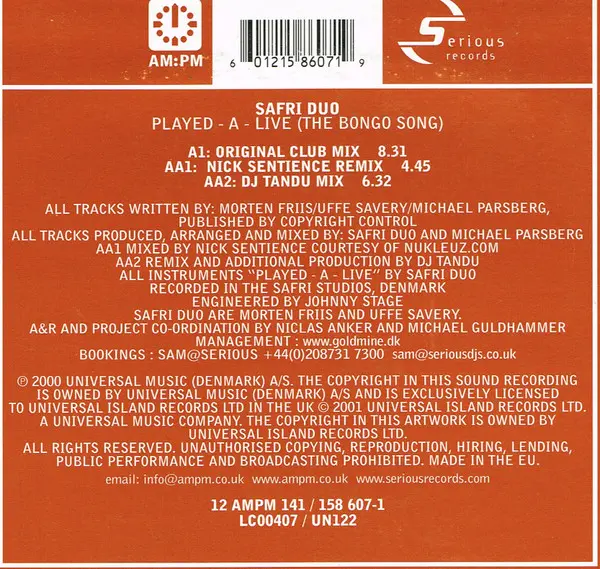 AM:PM
6 01215 86071 9
Serious
records
SAFRI DUO
PLAYED - A - LIVE (THE BONGO SONG)
A1: ORIGINAL CLUB MIX 8.31
AA1: NICK SENTIENCE REMIX 4.45
AA2: DJ TANDU MIX 6.32
ALL TRACKS WRITTEN BY: MORTEN FRIIS/UFFE SAVERY/MICHAEL PARSBERG,
PUBLISHED BY COPYRIGHT CONTROL
ALL TRACKS PRODUCED, ARRANGED AND MIXED BY: SAFRI DUO AND MICHAEL PARSBERG
AA1 MIXED BY NICK SENTIENCE COURTESY OF NUKLEUZ.COM
AA2 REMIX AND ADDITIONAL PRODUCTION BY DJ TANDU
ALL INSTRUMENTS "PLAYED - A - LIVE" BY SAFRI DUO
RECORDED IN THE SAFRI STUDIOS, DENMARK
ENGINEERED BY JOHNNY STAGE
SAFRI DUO ARE MORTEN FRIIS AND UFFE SAVERY.
A&R AND PROJECT CO-ORDINATION BY NICLAS ANKER AND MICHAEL GULDHAMMER
MANAGEMENT : www.goldmine.dk
BOOKINGS : SAM@SERIOUS +44(0)208731 7300 sam@seriousdjs.co.uk
℗ 2000 UNIVERSAL MUSIC (DENMARK) A/S. THE COPYRIGHT IN THIS SOUND RECORDING
IS OWNED BY UNIVERSAL MUSIC (DENMARK) A/S AND IS EXCLUSIVELY LICENSED
TO UNIVERSAL ISLAND RECORDS LTD IN THE UK © 2001 UNIVERSAL ISLAND RECORDS LTD.
A UNIVERSAL MUSIC COMPANY. THE COPYRIGHT IN THIS ARTWORK IS OWNED BY
UNIVERSAL ISLAND RECORDS LTD.
ALL RIGHTS RESERVED. UNAUTHORISED COPYING, REPRODUCTION, HIRING, LENDING,
PUBLIC PERFORMANCE AND BROADCASTING PROHIBITED. MADE IN THE EU.
email: info@ampm.co.uk www.ampm.co.uk www.seriousrecords.com
12 AMPM 141 / 158 607-1
LC00407 / UN122